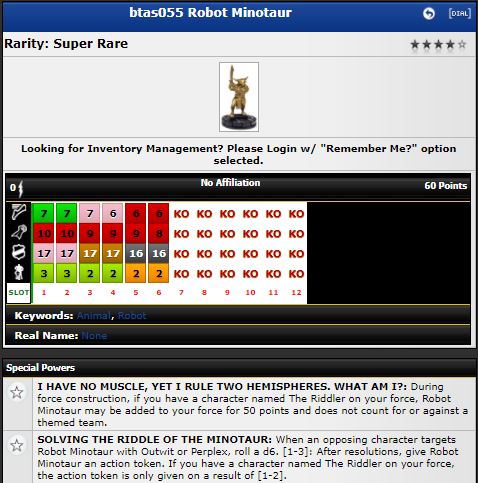 btas055 Robot Minotaur
[DIAL]
Rarity: Super Rare
Looking for Inventory Management? Please Login w/ "Remember Me?" option
selected.
0 No Affiliation 60 Points
7 7 7 6 6 6 KO KO KO KO KO KO
10 10 9 9 9 8 KO KO KO KO KO KO
17 17 17 17 16 16 KO KO KO KO KO KO
3 3 2 2 2 2 KO KO KO KO KO KO
SLOT 1 2 3 4 5 6 7 8 9 10 11 12
Keywords: Animal, Robot
Real Name: None
Special Powers
I HAVE NO MUSCLE, YET I RULE TWO HEMISPHERES. WHAT AM I?: During
force construction, if you have a character named The Riddler on your force, Robot
Minotaur may be added to your force for 50 points and does not count for or against a
themed team.
SOLVING THE RIDDLE OF THE MINOTAUR: When an opposing character targets
Robot Minotaur with Outwit or Perplex, roll a d6. [1-3]: After resolutions, give Robot
Minotaur an action token. If you have a character named The Riddler on your force,
the action token is only given on a result of [1-2].